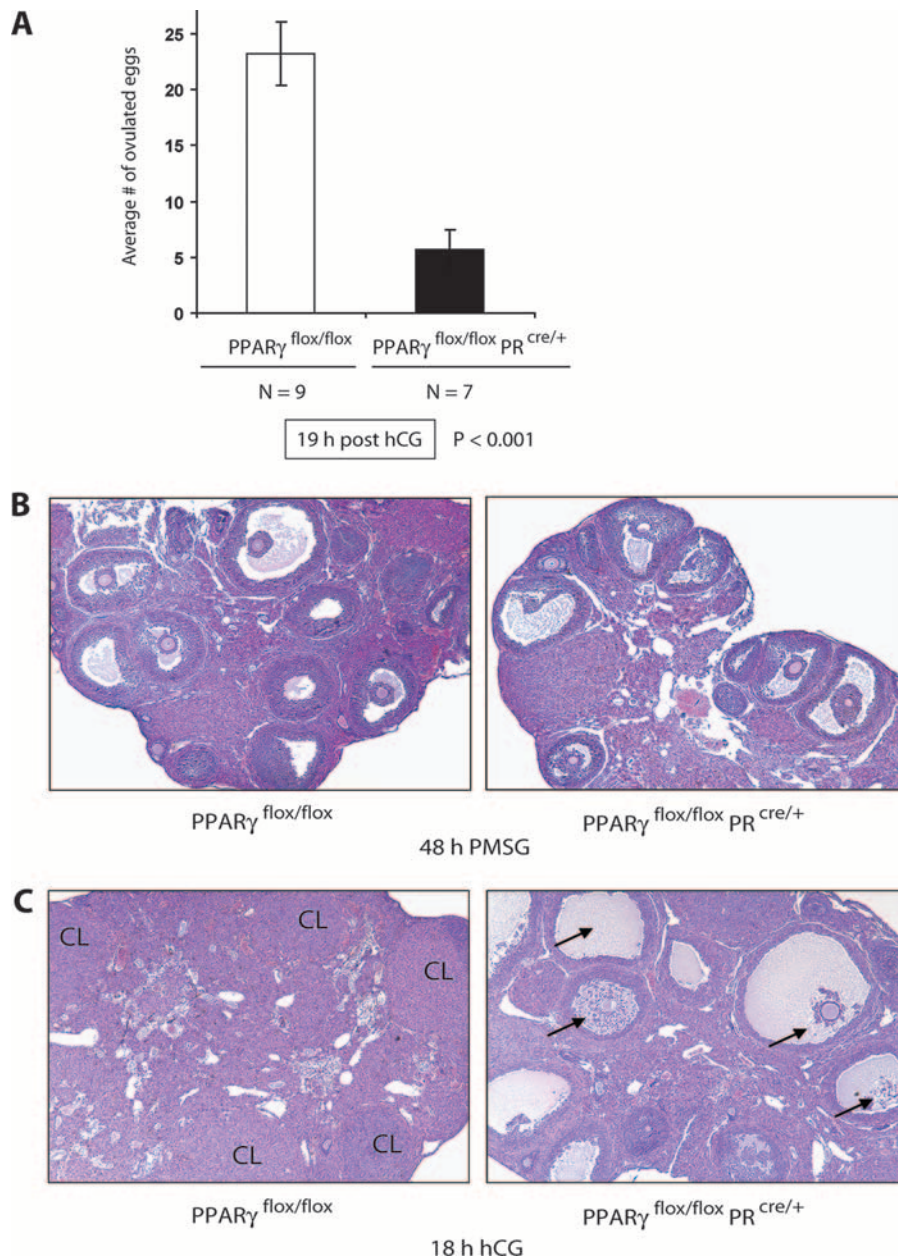 A
Average # of ovulated eggs
25
20
15
10
5
0
PPARγ flox/flox
PPARγ flox/flox PR cre/+
N = 9
N = 7
19 h post hCG
P < 0.001
B
PPARγ flox/flox
PPARγ flox/flox PR cre/+
48 h PMSG
C
CL
CL
CL
CL
CL
PPARγ flox/flox
PPARγ flox/flox PR cre/+
18 h hCG